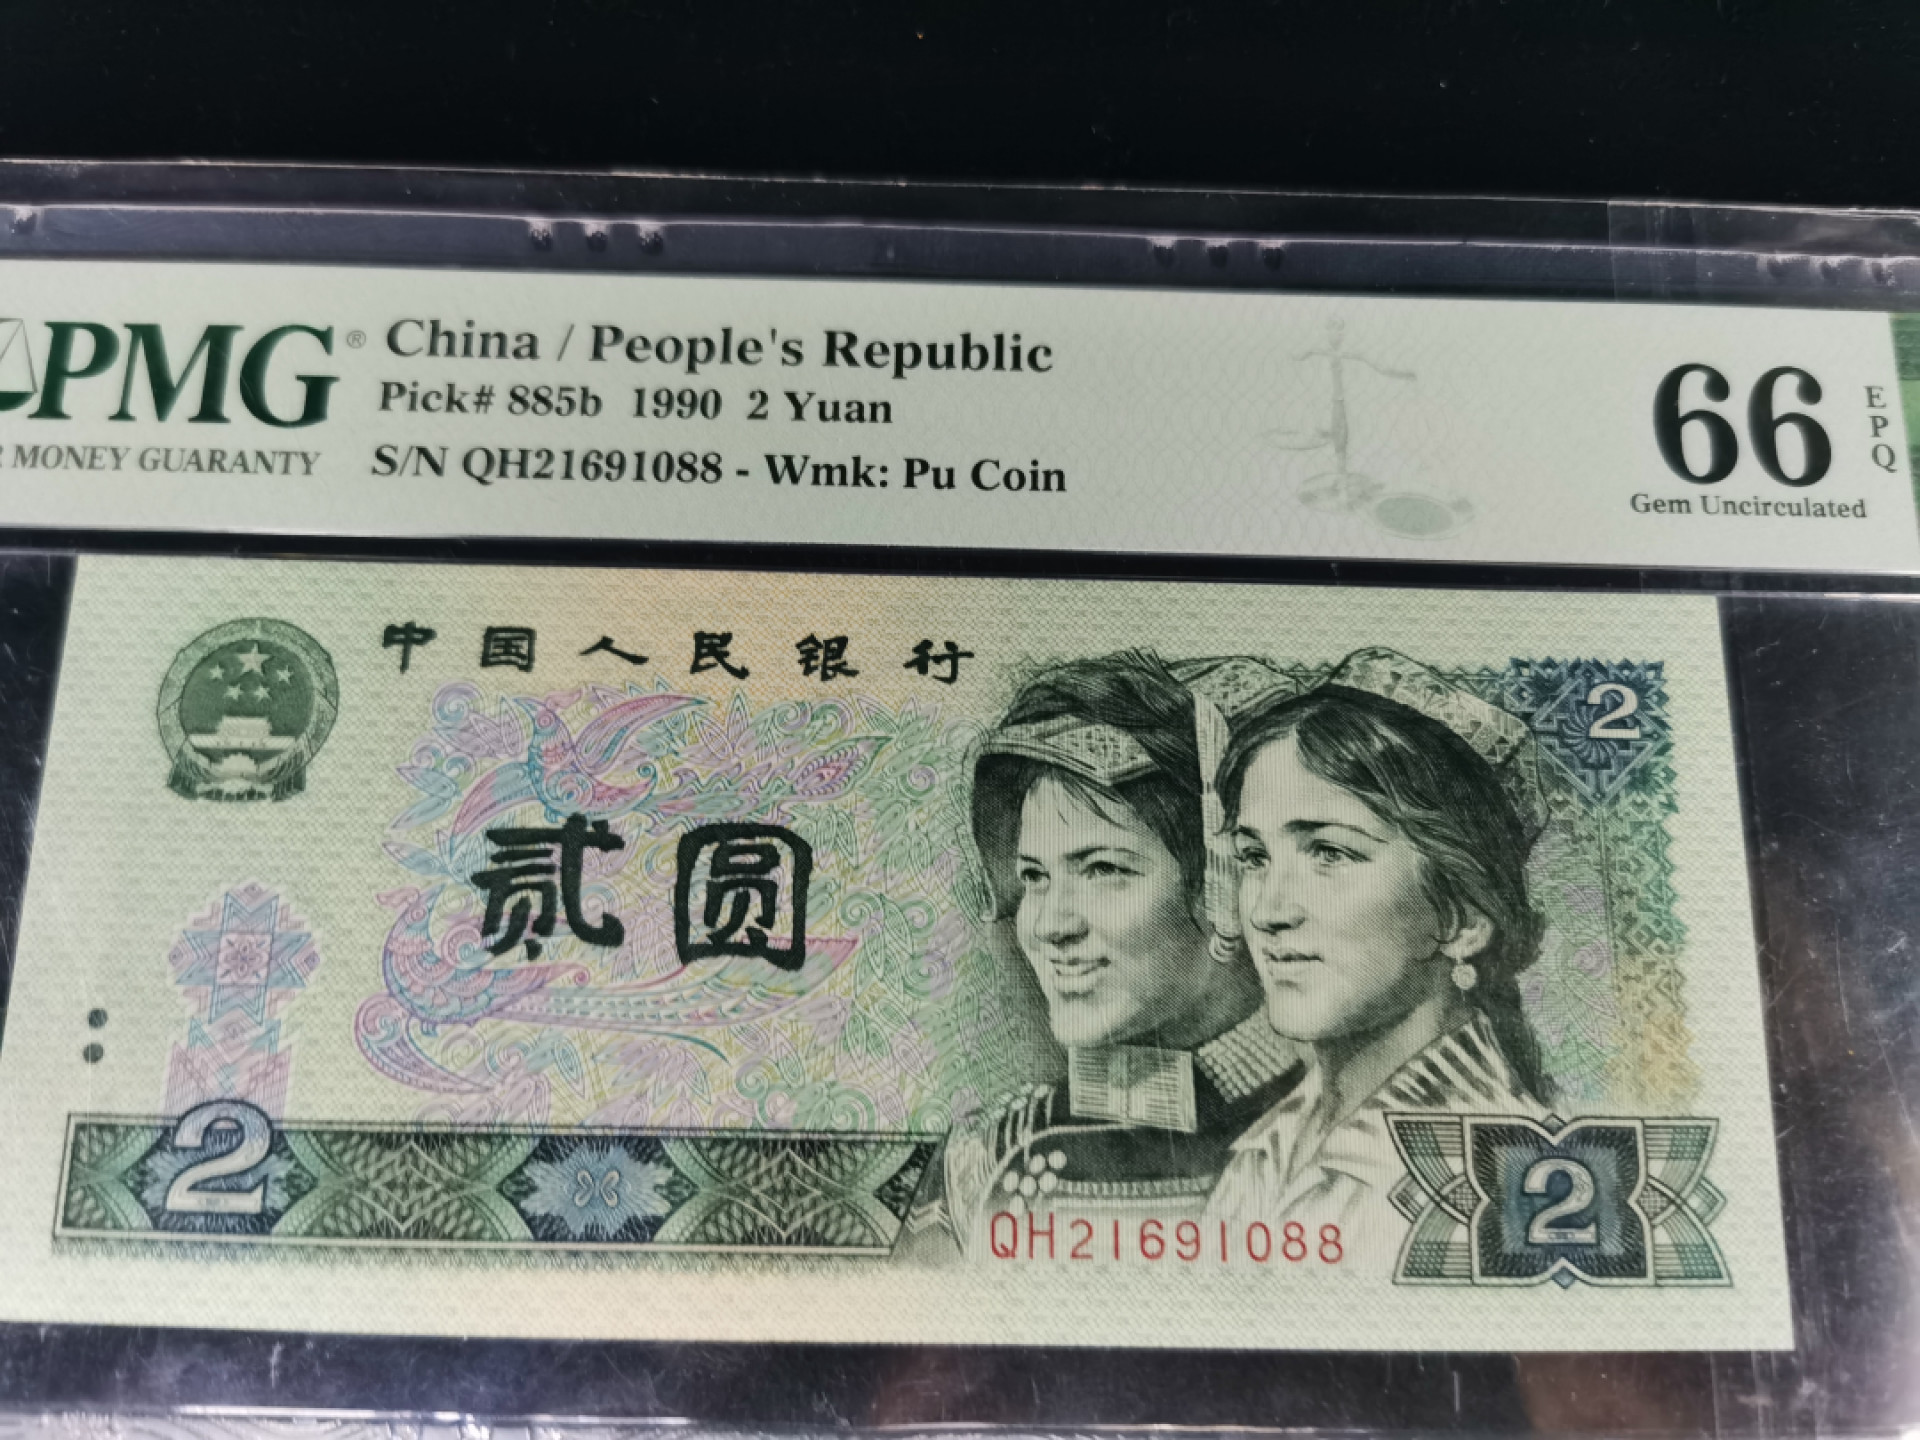 PMG® China / People's Republic
Pick# 885b 1990 2 Yuan
MONEY GUARANTY S/N QH21691088 - Wmk: Pu Coin
66 EPQ
Gem Uncirculated
中国人民银行
2
贰圆
2
QH21691088
2